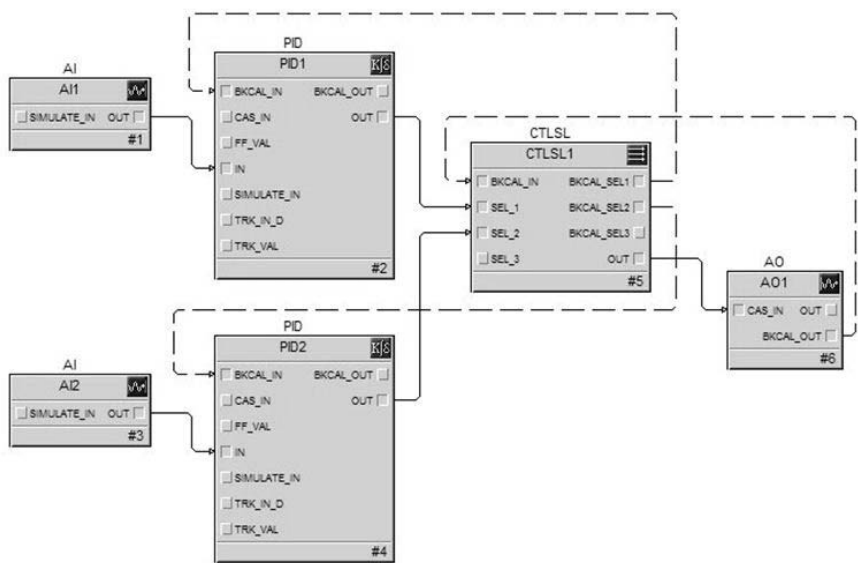 AI
AI1
SIMULATE_IN OUT
#1
PID
PID1
BKCAL_IN BKCAL_OUT
CAS_IN OUT
FF_VAL
IN
SIMULATE_IN
TRK_IN_D
TRK_VAL
#2
CTLSL
CTLSL1
BKCAL_IN BKCAL_SEL1
SEL_1 BKCAL_SEL2
SEL_2 BKCAL_SEL3
SEL_3 OUT
#5
AO
AO1
CAS_IN OUT
BKCAL_OUT
#6
AI
AI2
SIMULATE_IN OUT
#3
PID
PID2
BKCAL_IN BKCAL_OUT
CAS_IN OUT
FF_VAL
IN
SIMULATE_IN
TRK_IN_D
TRK_VAL
#4